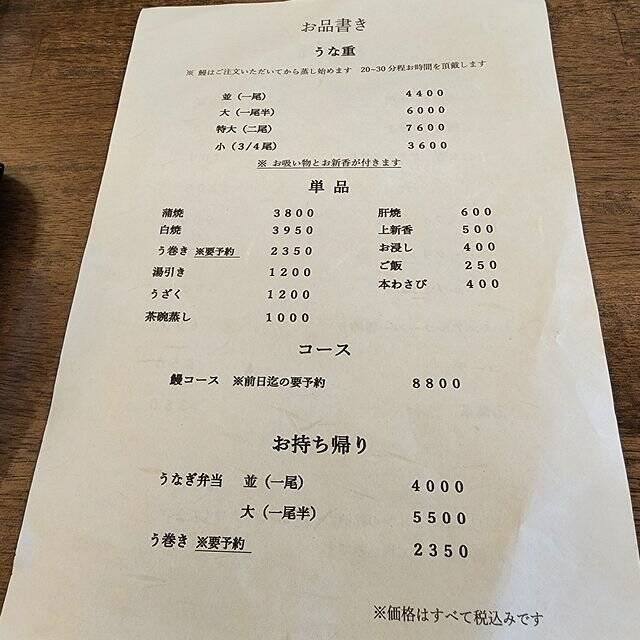 お品書き
うな重
※ 鰻はご注文いただいてから蒸し始めます 20~30分程お時間を頂戴します
並（一尾） 4400
大（一尾半） 6000
特大（二尾） 7600
小（3/4尾） 3600
※ お吸い物とお新香が付きます
単品
蒲焼 3800 肝焼 600
白焼 3950 上新香 500
う巻き ※要予約 2350 お浸し 400
湯引き 1200 ご飯 250
うざく 1200 本わさび 400
茶碗蒸し 1000
コース
鰻コース ※前日迄の要予約 8800
お持ち帰り
うなぎ弁当 並（一尾） 4000
大（一尾半） 5500
う巻き ※要予約 2350
※価格はすべて税込みです